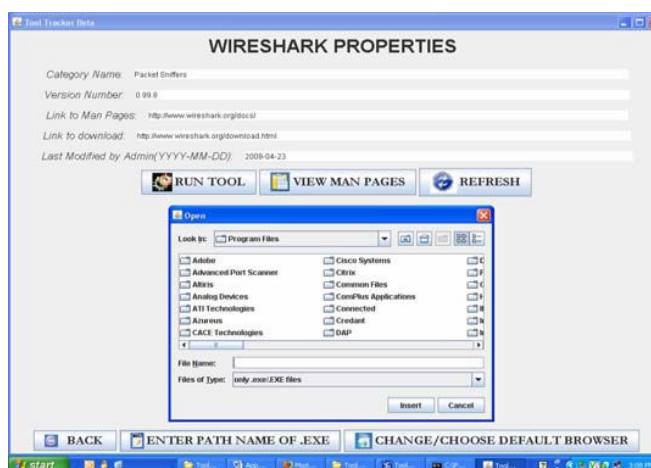 Tool Tracker Beta
WIRESHARK PROPERTIES
Category Name: Packet Sniffers
Version Number: 0.99.8
Link to Man Pages: http://www.wireshark.org/docs/
Link to download: http://www.wireshark.org/download.html
Last Modified by Admin(YYYY-MM-DD): 2008-04-23
RUN TOOL VIEW MAN PAGES REFRESH
Open
Look In: Program Files
Adobe Cisco Systems
Advanced Port Scanner Citrix
Altiris Common Files
Analog Devices ComPlus Applications
ATI Technologies Connected
Azureus Credant
CACE Technologies DAP
File Name:
Files of Type: only .exe/.EXE files
Insert Cancel
BACK ENTER PATH NAME OF .EXE CHANGE/CHOOSE DEFAULT BROWSER
start Tool... App... Tool... Tool... Tool...